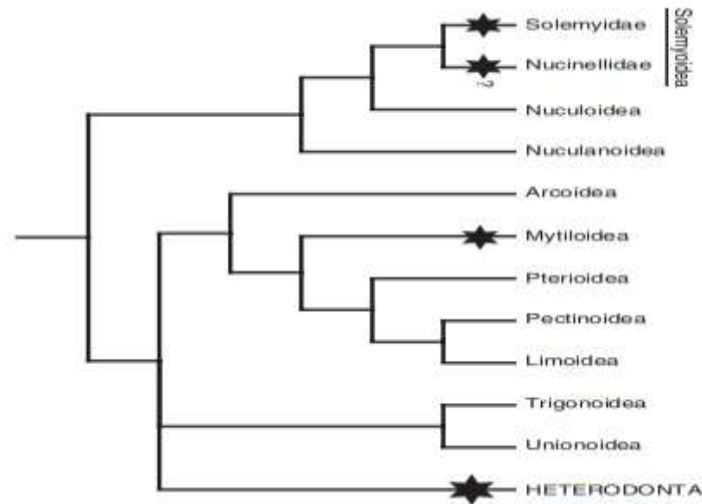 Solemyidae
Solemyoidea
Nucinellidae
?
Nuculoidea
Nuculanoidea
Arcoidea
Mytiloidea
Pterioidea
Pectinoidea
Limoidea
Trigonoidea
Unionoidea
HETERODONTA